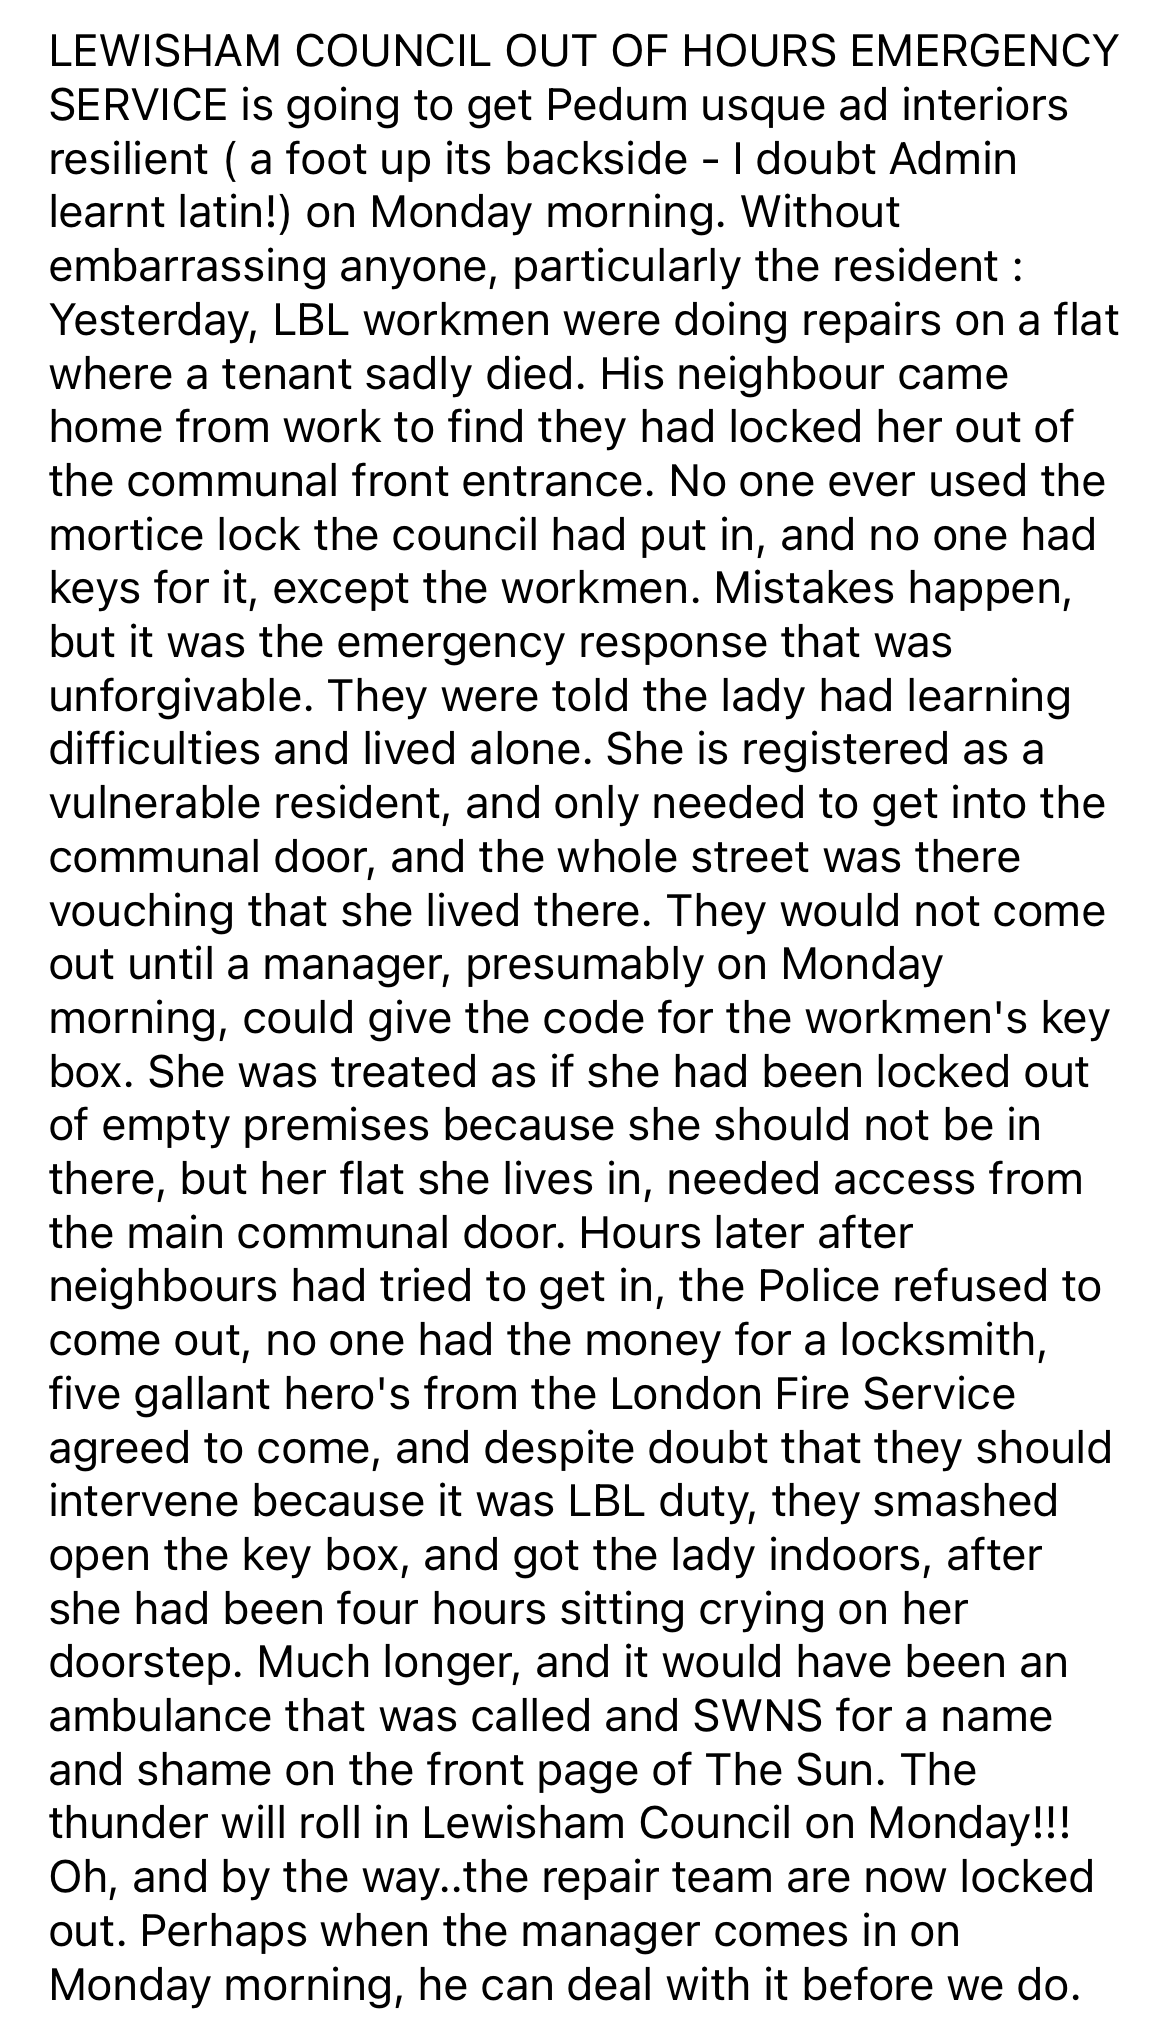 LEWISHAM COUNCIL OUT OF HOURS EMERGENCY
SERVICE is going to get Pedum usque ad interiors
resilient ( a foot up its backside - I doubt Admin
learnt latin!) on Monday morning. Without
embarrassing anyone, particularly the resident :
Yesterday, LBL workmen were doing repairs on a flat
where a tenant sadly died. His neighbour came
home from work to find they had locked her out of
the communal front entrance. No one ever used the
mortice lock the council had put in, and no one had
keys for it, except the workmen. Mistakes happen,
but it was the emergency response that was
unforgivable. They were told the lady had learning
difficulties and lived alone. She is registered as a
vulnerable resident, and only needed to get into the
communal door, and the whole street was there
vouching that she lived there. They would not come
out until a manager, presumably on Monday
morning, could give the code for the workmen's key
box. She was treated as if she had been locked out
of empty premises because she should not be in
there, but her flat she lives in, needed access from
the main communal door. Hours later after
neighbours had tried to get in, the Police refused to
come out, no one had the money for a locksmith,
five gallant hero's from the London Fire Service
agreed to come, and despite doubt that they should
intervene because it was LBL duty, they smashed
open the key box, and got the lady indoors, after
she had been four hours sitting crying on her
doorstep. Much longer, and it would have been an
ambulance that was called and SWNS for a name
and shame on the front page of The Sun. The
thunder will roll in Lewisham Council on Monday!!!
Oh, and by the way..the repair team are now locked
out. Perhaps when the manager comes in on
Monday morning, he can deal with it before we do.